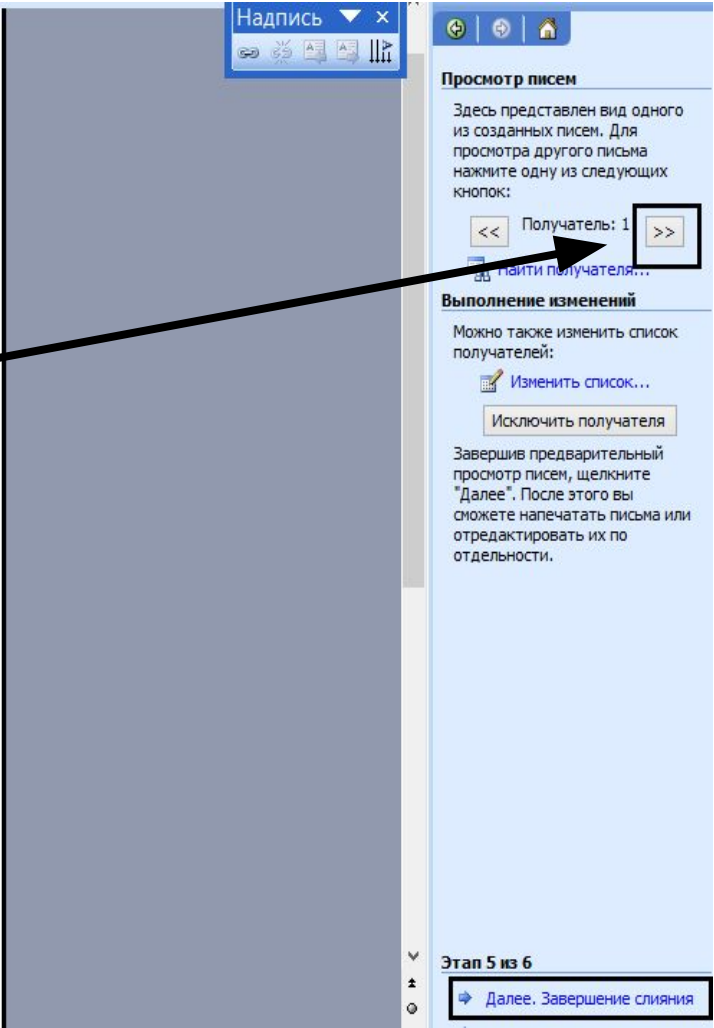 Надпись
Просмотр писем
Здесь представлен вид одного
из созданных писем. Для
просмотра другого письма
нажмите одну из следующих
кнопок:
<< Получатель: 1 >>
Найти получателя...
Выполнение изменений
Можно также изменить список
получателей:
Изменить список...
Исключить получателя
Завершив предварительный
просмотр писем, щелкните
"Далее". После этого вы
сможете напечатать письма или
отредактировать их по
отдельности.
Этап 5 из 6
Далее. Завершение слияния